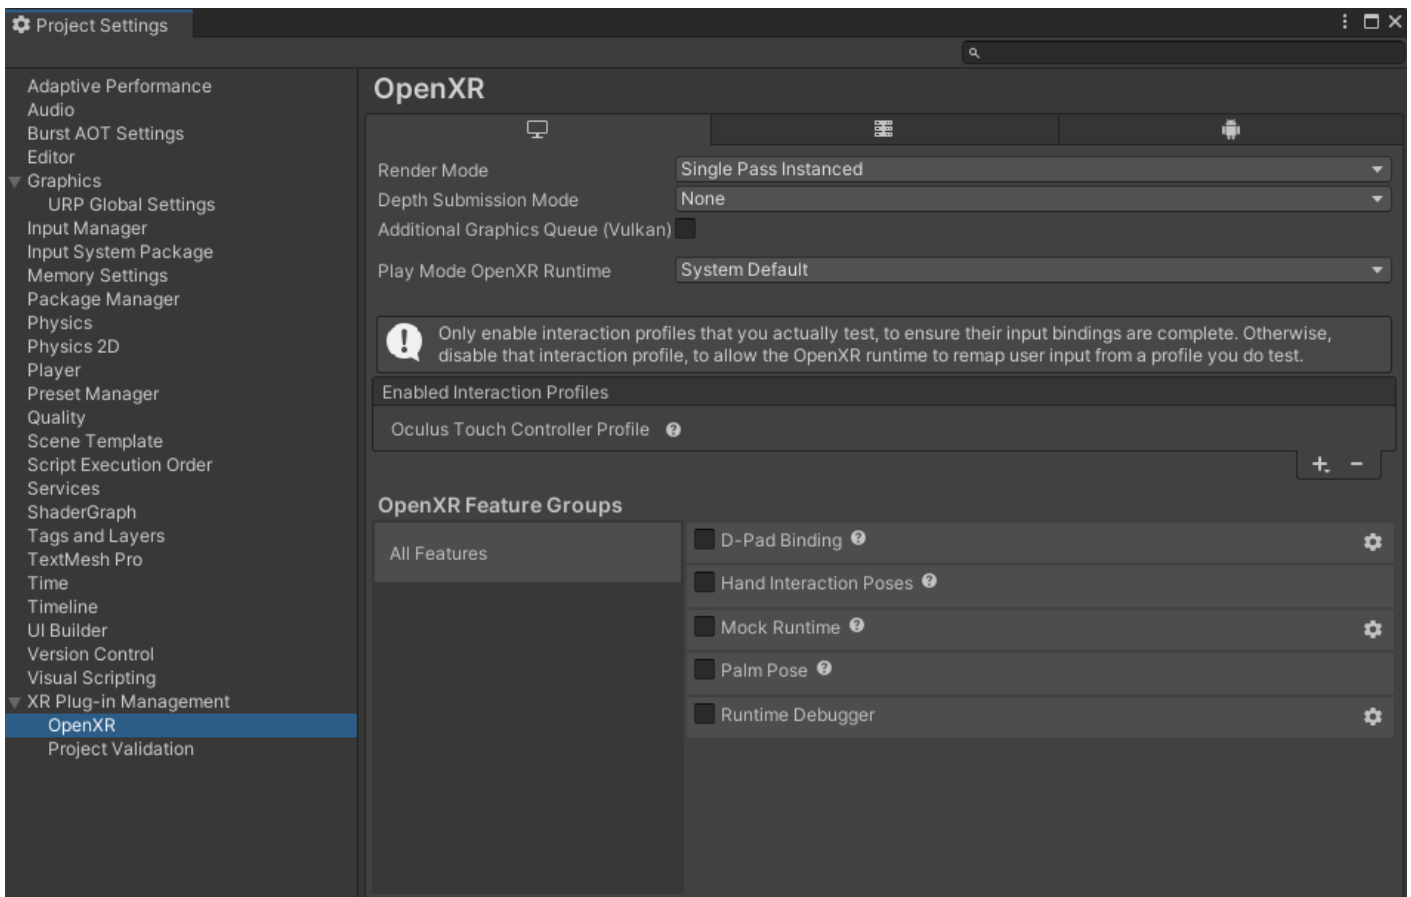 Project Settings
Adaptive Performance
Audio
Burst AOT Settings
Editor
Graphics
URP Global Settings
Input Manager
Input System Package
Memory Settings
Package Manager
Physics
Physics 2D
Player
Preset Manager
Quality
Scene Template
Script Execution Order
Services
ShaderGraph
Tags and Layers
TextMesh Pro
Time
Timeline
UI Builder
Version Control
Visual Scripting
XR Plug-in Management
OpenXR
Project Validation
OpenXR
Render Mode Single Pass Instanced
Depth Submission Mode None
Additional Graphics Queue (Vulkan)
Play Mode OpenXR Runtime System Default
Only enable interaction profiles that you actually test, to ensure their input bindings are complete. Otherwise,
disable that interaction profile, to allow the OpenXR runtime to remap user input from a profile you do test.
Enabled Interaction Profiles
Oculus Touch Controller Profile
OpenXR Feature Groups
All Features
D-Pad Binding
Hand Interaction Poses
Mock Runtime
Palm Pose
Runtime Debugger